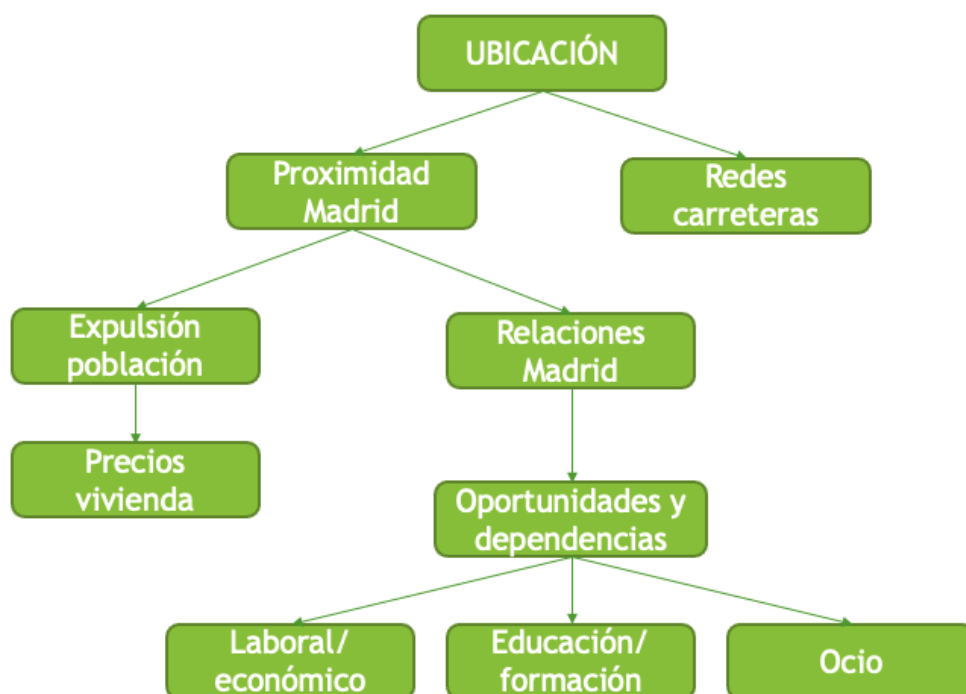 UBICACIÓN
Proximidad
Madrid
Redes
carreteras
Expulsión
población
Relaciones
Madrid
Precios
vivienda
Oportunidades y
dependencias
Laboral/
económico
Educación/
formación
Ocio